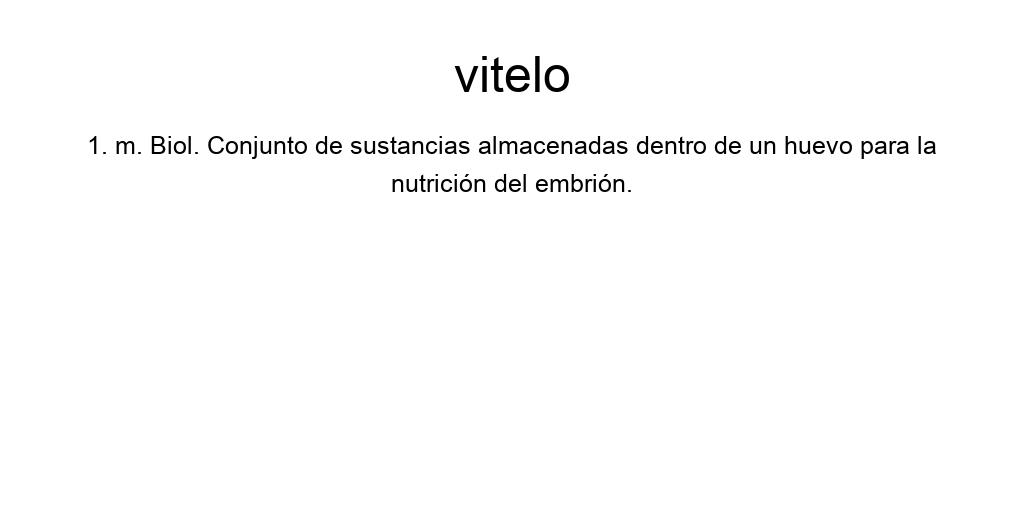 vitelo
1. m. Biol. Conjunto de sustancias almacenadas dentro de un huevo para la
nutrición del embrión.